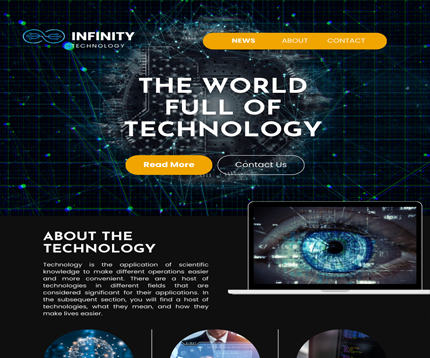 INFINITY
TECHNOLOGY
NEWS ABOUT CONTACT
THE WORLD
FULL OF
TECHNOLOGY
Read More Contact Us
ABOUT THE
TECHNOLOGY
Technology is the application of scientific
knowledge to make different operations easier
and more convenient. There are a host of
technologies in different fields that are
considered significant for their applications. In
the subsequent section, you will find a host of
technologies, what they mean, and how they
make lives easier.